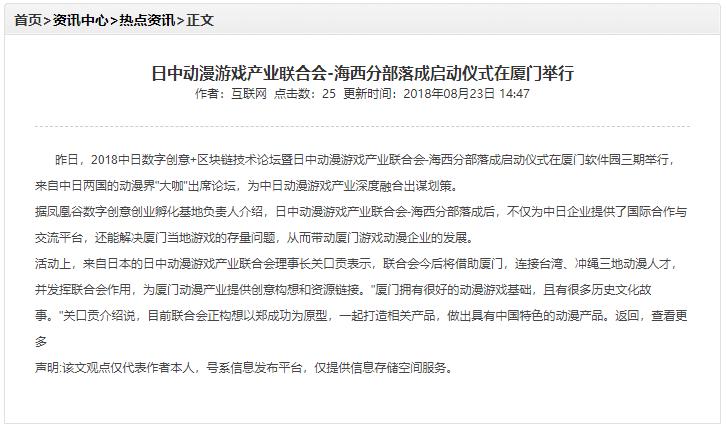 首页>资讯中心>热点资讯>正文
日中动漫游戏产业联合会-海西分部落成启动仪式在厦门举行
作者：互联网 点击数：25 更新时间：2018年08月23日 14:47
昨日，2018中日数字创意+区块链技术论坛暨日中动漫游戏产业联合会-海西分部落成启动仪式在厦门软件园三期举行，
来自中日两国的动漫界"大咖"出席论坛，为中日动漫游戏产业深度融合出谋划策。
据凤凰谷数字创意创业孵化基地负责人介绍，日中动漫游戏产业联合会-海西分部落成后，不仅为中日企业提供了国际合作与
交流平台，还能解决厦门当地游戏的存量问题，从而带动厦门游戏动漫企业的发展。
活动上，来自日本的日中动漫游戏产业联合会理事长关口贡表示，联合会今后将借助厦门，连接台湾、冲绳三地动漫人才，
并发挥联合会作用，为厦门动漫产业提供创意构想和资源链接。"厦门拥有很好的动漫游戏基础，且有很多历史文化故
事。"关口贡介绍说，目前联合会正构想以郑成功为原型，一起打造相关产品，做出具有中国特色的动漫产品。返回，查看更
多
声明:该文观点仅代表作者本人，号系信息发布平台，仅提供信息存储空间服务。